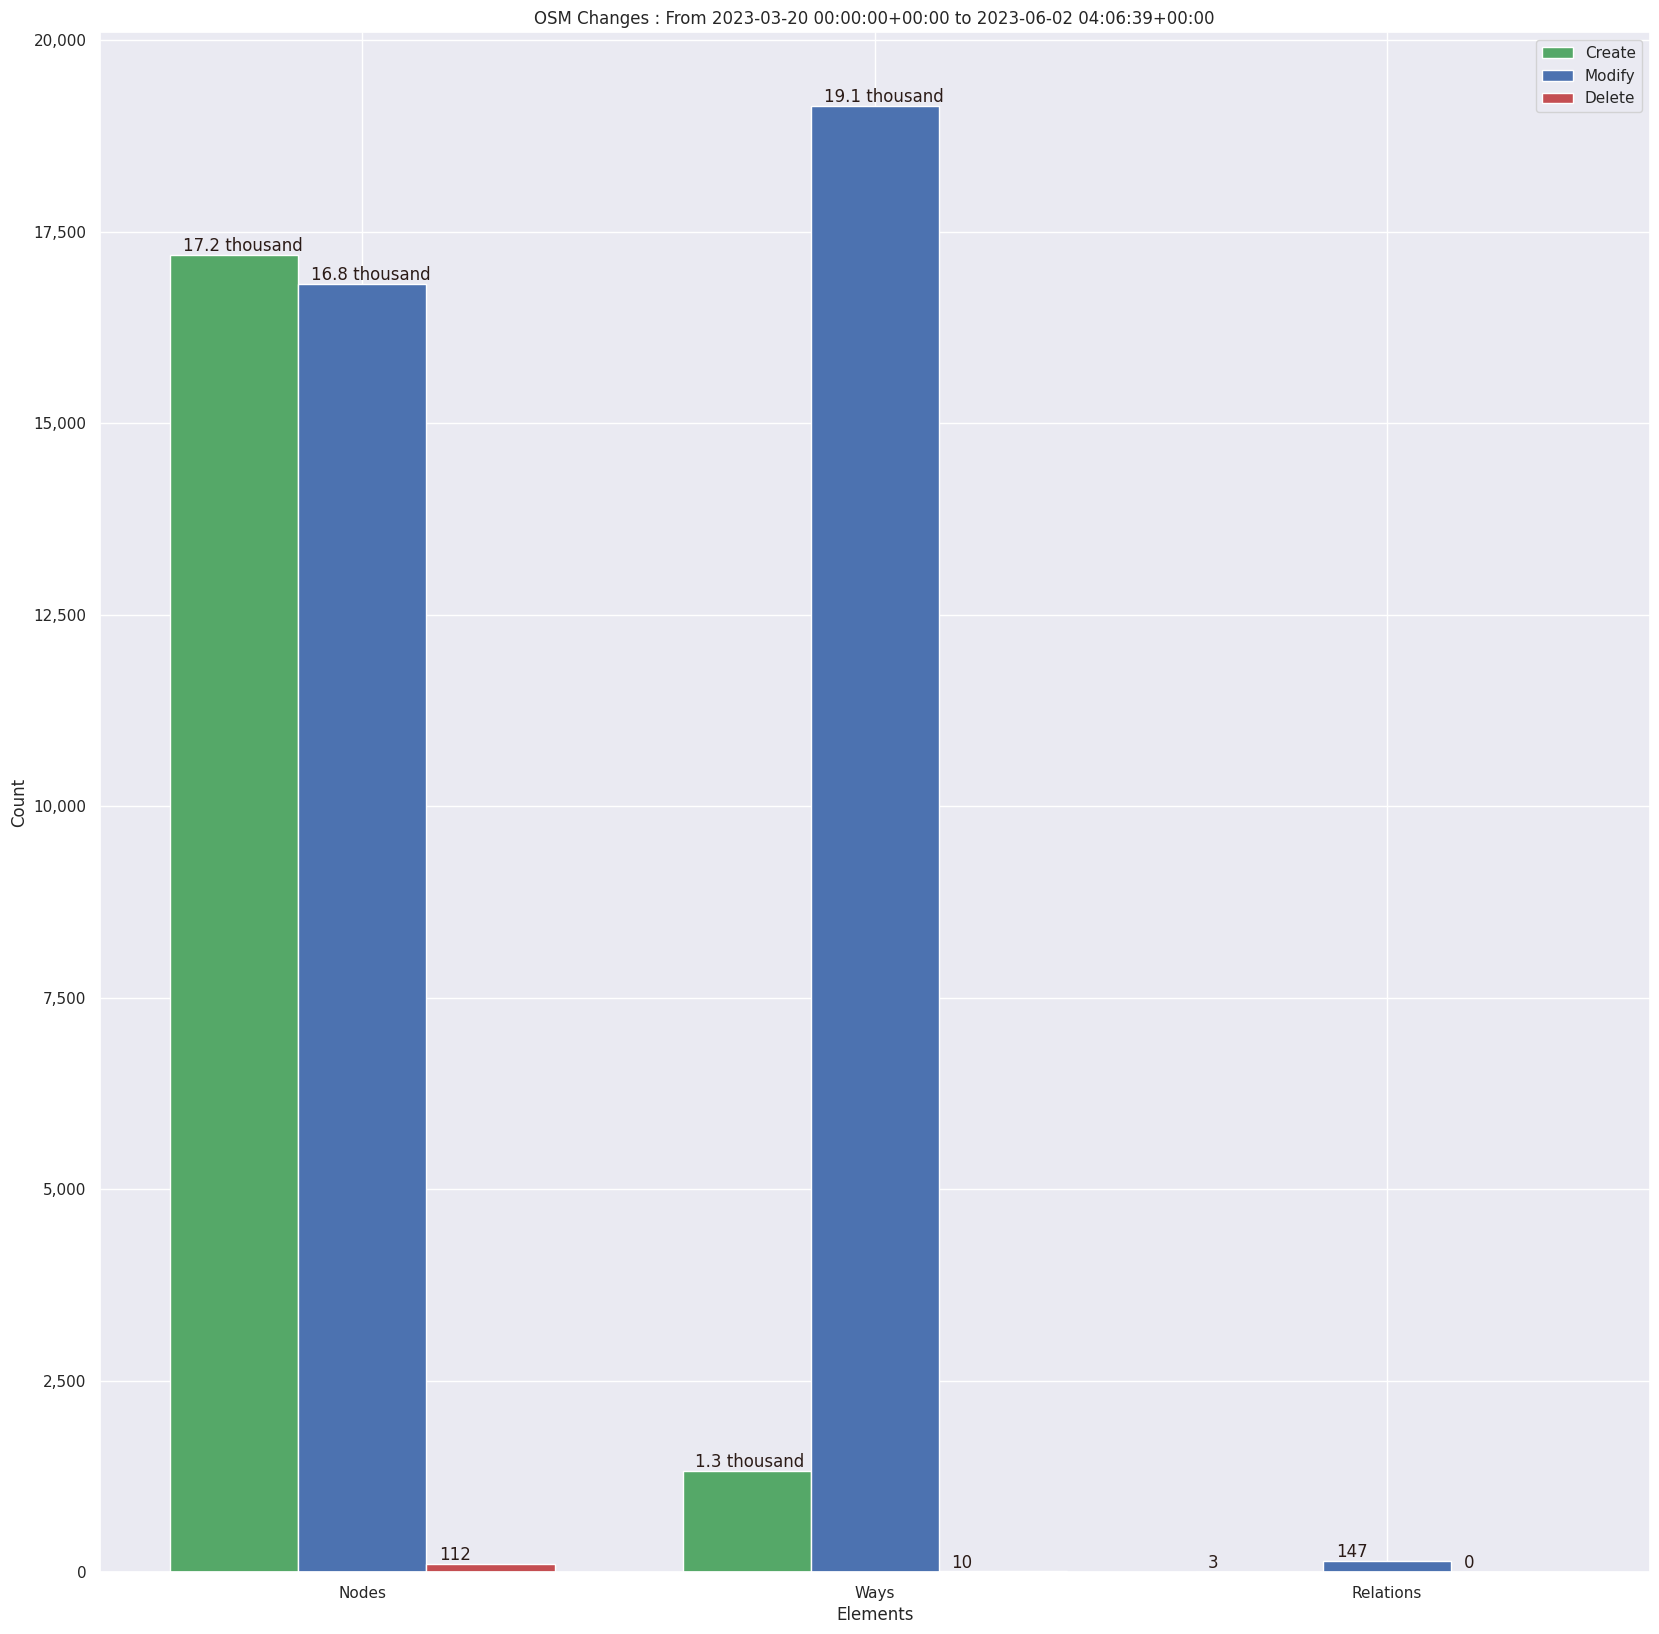 OSM Changes : From 2023-03-20 00:00:00+00:00 to 2023-06-02 04:06:39+00:00
Create
Modify
Delete
20,000
17,500
15,000
12,500
10,000
7,500
5,000
2,500
0
Count
17.2 thousand
16.8 thousand
112
1.3 thousand
19.1 thousand
10
3
147
0
Nodes
Ways
Relations
Elements